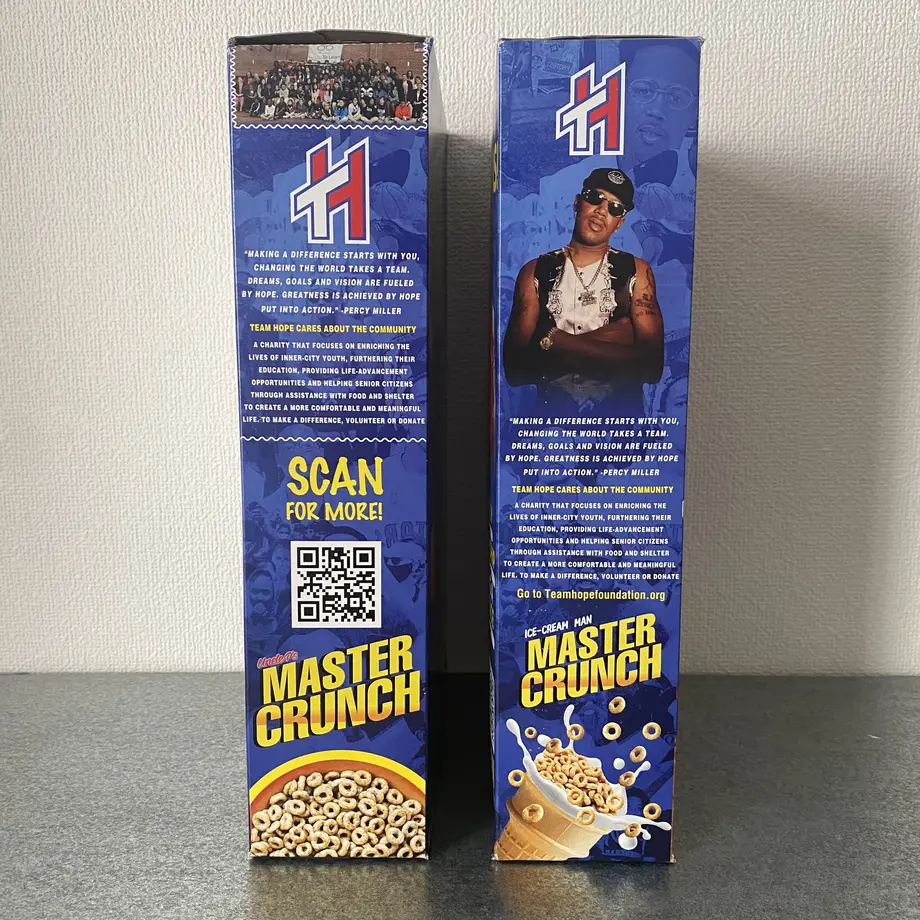 "MAKING A DIFFERENCE STARTS WITH YOU,
CHANGING THE WORLD TAKES A TEAM.
DREAMS, GOALS AND VISION ARE FUELED
BY HOPE. GREATNESS IS ACHIEVED BY HOPE
PUT INTO ACTION." -PERCY MILLER
TEAM HOPE CARES ABOUT THE COMMUNITY
A CHARITY THAT FOCUSES ON ENRICHING THE
LIVES OF INNER-CITY YOUTH, FURTHERING THEIR
EDUCATION, PROVIDING LIFE-ADVANCEMENT
OPPORTUNITIES AND HELPING SENIOR CITIZENS
THROUGH ASSISTANCE WITH FOOD AND SHELTER
TO CREATE A MORE COMFORTABLE AND MEANINGFUL
LIFE. TO MAKE A DIFFERENCE, VOLUNTEER OR DONATE
SCAN
FOR MORE!
Uncle P's
MASTER
CRUNCH
TH
"MAKING A DIFFERENCE STARTS WITH YOU,
CHANGING THE WORLD TAKES A TEAM.
DREAMS, GOALS AND VISION ARE FUELED
BY HOPE. GREATNESS IS ACHIEVED BY HOPE
PUT INTO ACTION." -PERCY MILLER
TEAM HOPE CARES ABOUT THE COMMUNITY
A CHARITY THAT FOCUSES ON ENRICHING THE
LIVES OF INNER-CITY YOUTH, FURTHERING THEIR
EDUCATION, PROVIDING LIFE-ADVANCEMENT
OPPORTUNITIES AND HELPING SENIOR CITIZENS
THROUGH ASSISTANCE WITH FOOD AND SHELTER
TO CREATE A MORE COMFORTABLE AND MEANINGFUL
LIFE. TO MAKE A DIFFERENCE, VOLUNTEER OR DONATE
Go to Teamhopefoundation.org
ICE-CREAM MAN
MASTER
CRUNCH